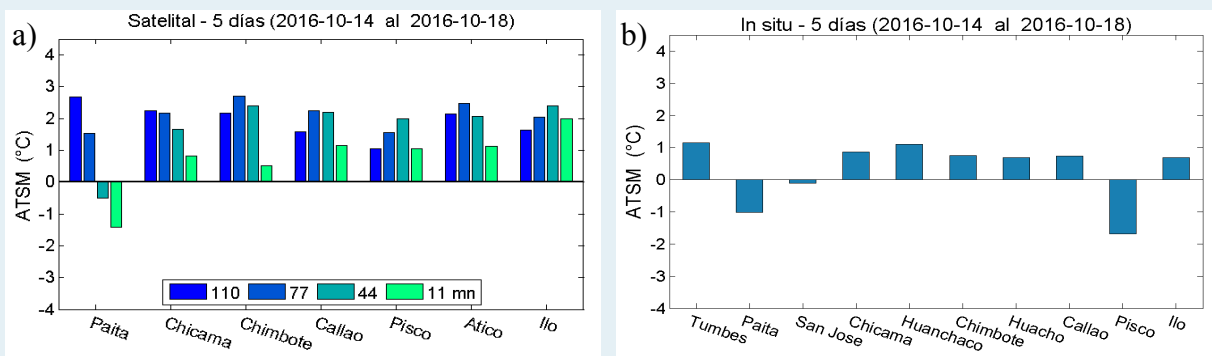 a)
Satelital - 5 días (2016-10-14 al 2016-10-18)
ATSM (°C)
4
3
2
1
0
-1
-2
-3
-4
110 77 44 11 mn
Paita Chicama Chimbote Callao Pisco Atico Ilo
b)
In situ - 5 días (2016-10-14 al 2016-10-18)
ATSM (°C)
4
3
2
1
0
-1
-2
-3
-4
Tumbes Paita San Jose Chicama Huanchaco Chimbote Huacho Callao Pisco Ilo